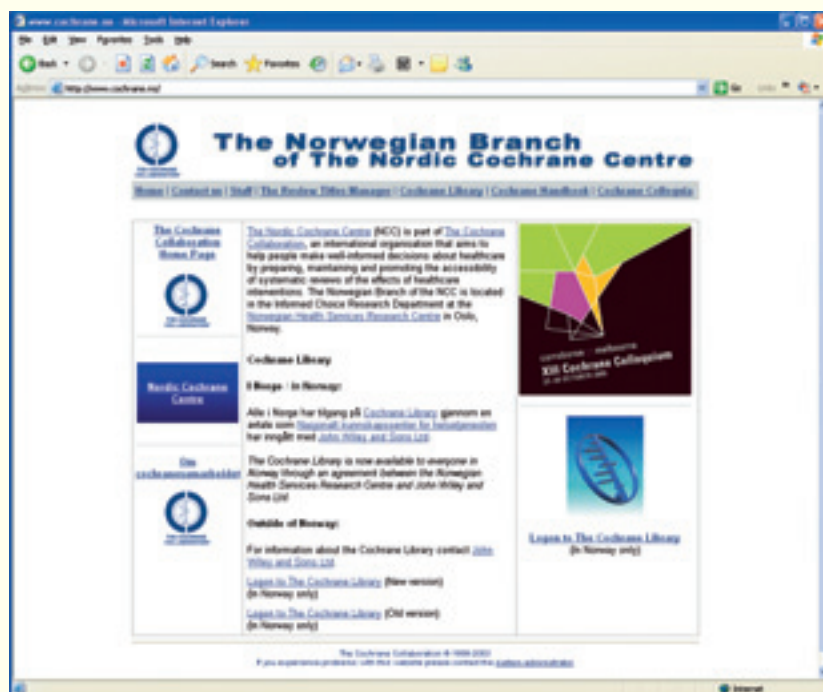 www.cochrane.no - Microsoft Internet Explorer
File Edit View Favorites Tools Help
Back Search Favorites
Address http://www.cochrane.no/ Go Links
The Norwegian Branch
of The Nordic Cochrane Centre
Home | Contact us | Staff | The Review Titles Manager | Cochrane Library | Cochrane Handbook | Cochrane Colloquia
The Cochrane
Collaboration
Home Page
THE COCHRANE
COLLABORATION
Nordic Cochrane
Centre
Om
cochranesamarbeidet
THE COCHRANE
COLLABORATION
The Nordic Cochrane Centre (NCC) is part of The Cochrane
Collaboration, an international organisation that aims to
help people make well-informed decisions about healthcare
by preparing, maintaining and promoting the accessibility
of systematic reviews of the effects of healthcare
interventions. The Norwegian Branch of the NCC is located
in the Informed Choice Research Department at the
Norwegian Health Services Research Centre in Oslo,
Norway.
Cochrane Library
I Norge - in Norway:
Alle i Norge har tilgang på Cochrane Library gjennom en
avtale som Nasjonalt kunnskapssenter for helsetjenesten
har inngått med John Wiley and Sons Ltd.
The Cochrane Library is now available to everyone in
Norway through an agreement between the Norwegian
Health Services Research Centre and John Wiley and
Sons Ltd
Outside of Norway:
For information about the Cochrane Library contact John
Wiley and Sons Ltd.
Logon to The Cochrane Library (New version)
(In Norway only)
Logon to The Cochrane Library (Old version)
(In Norway only)
melbourne
XIII Cochrane Colloquium
Logon to The Cochrane Library
(In Norway only)
The Cochrane Collaboration ©
If you experience problems with this website please contact the system administrator
Internet